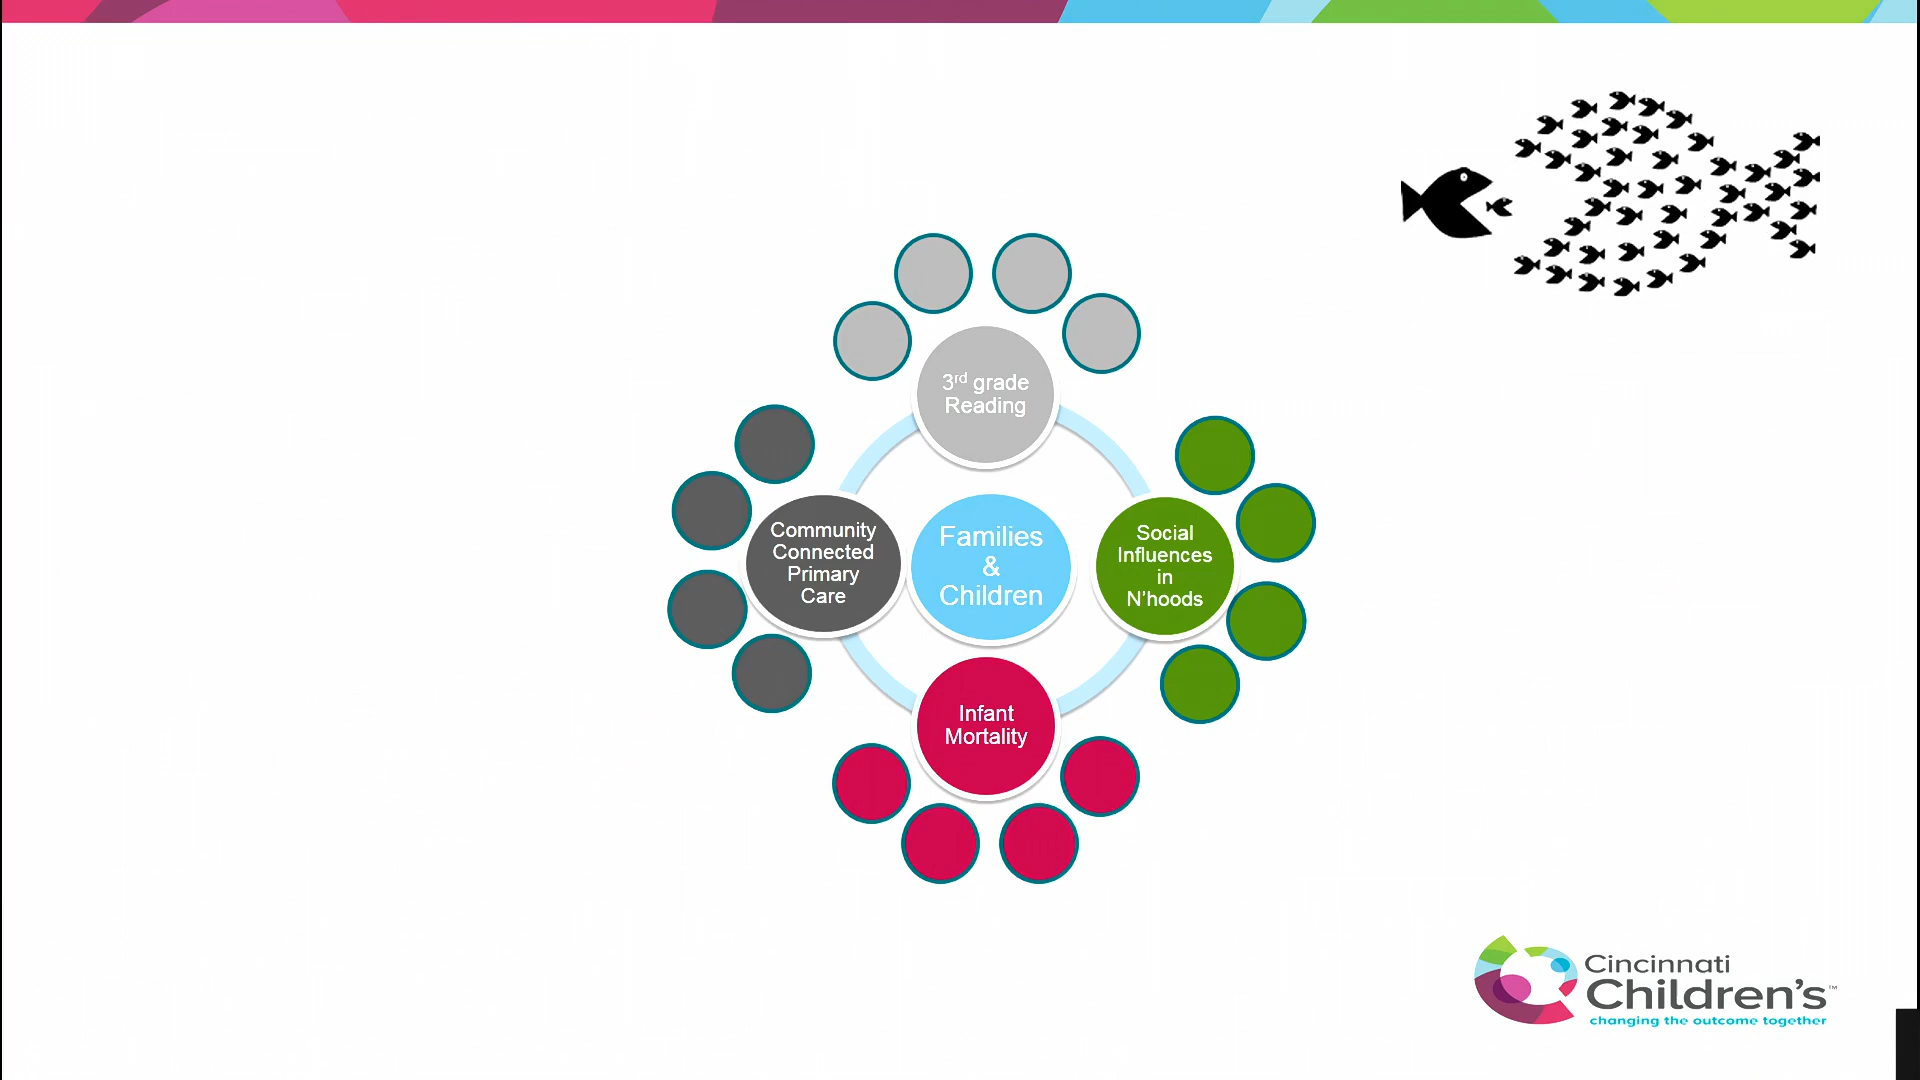 3rd grade
Reading
Community
Connected
Primary
Care
Families
&
Children
Social
Influences
in
N'hoods
Infant
Mortality
Cincinnati
Children's™
changing the outcome together